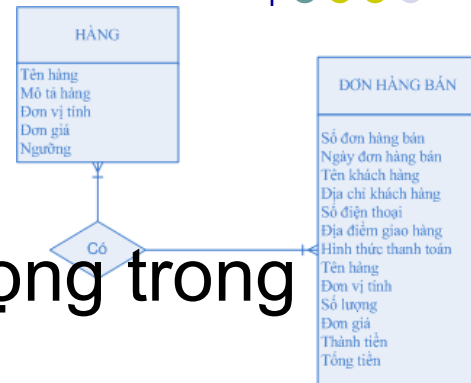 HÀNG
Tên hàng
Mô tả hàng
Đơn vị tính
Đơn giá
Ngưỡng
ĐƠN HÀNG BÁN
Số đơn hàng bán
Ngày đơn hàng bán
Tên khách hàng
Địa chỉ khách hàng
Số điện thoại
Địa điểm giao hàng
Hình thức thanh toán
Tên hàng
Đơn vị tính
Số lượng
Đơn giá
Thành tiền
Tổng tiền
Có
trong